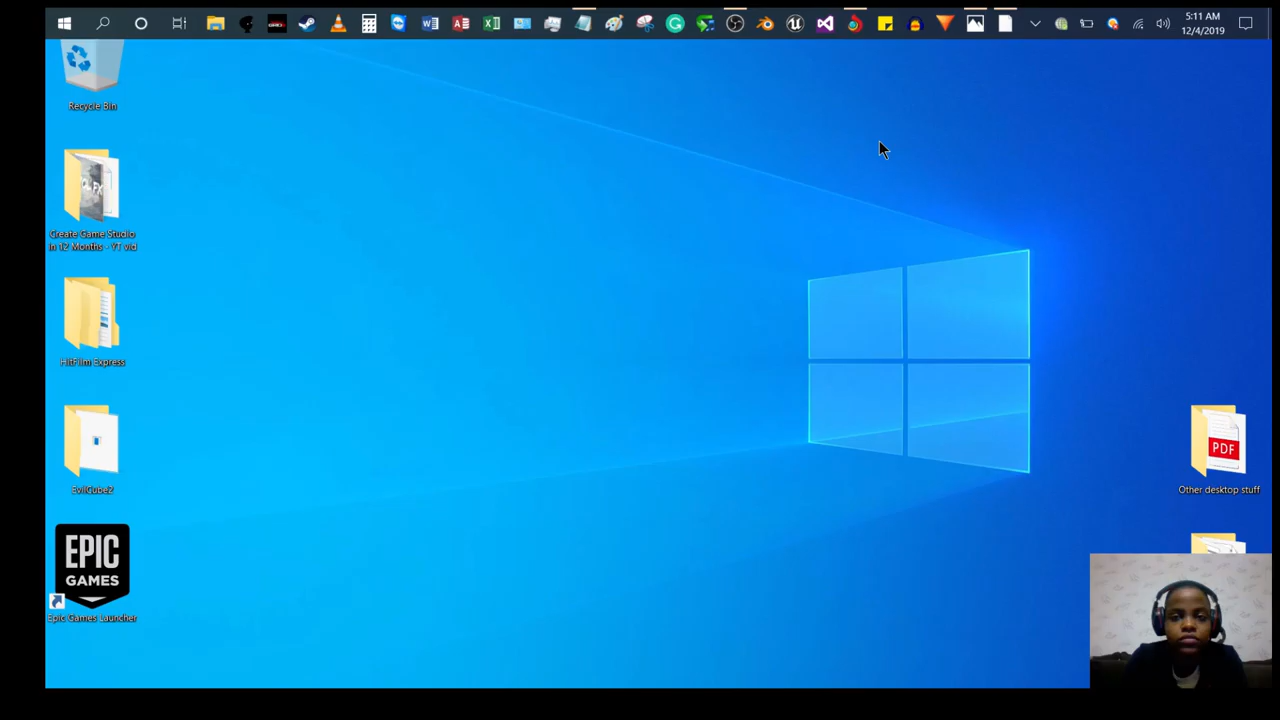 5:11 AM
12/4/2019
Recycle Bin
Create Game Studio
in 12 Months - YT vid
HitFilm Express
EvilCube2
EPIC
GAMES
Epic Games Launcher
PDF
Other desktop stuff